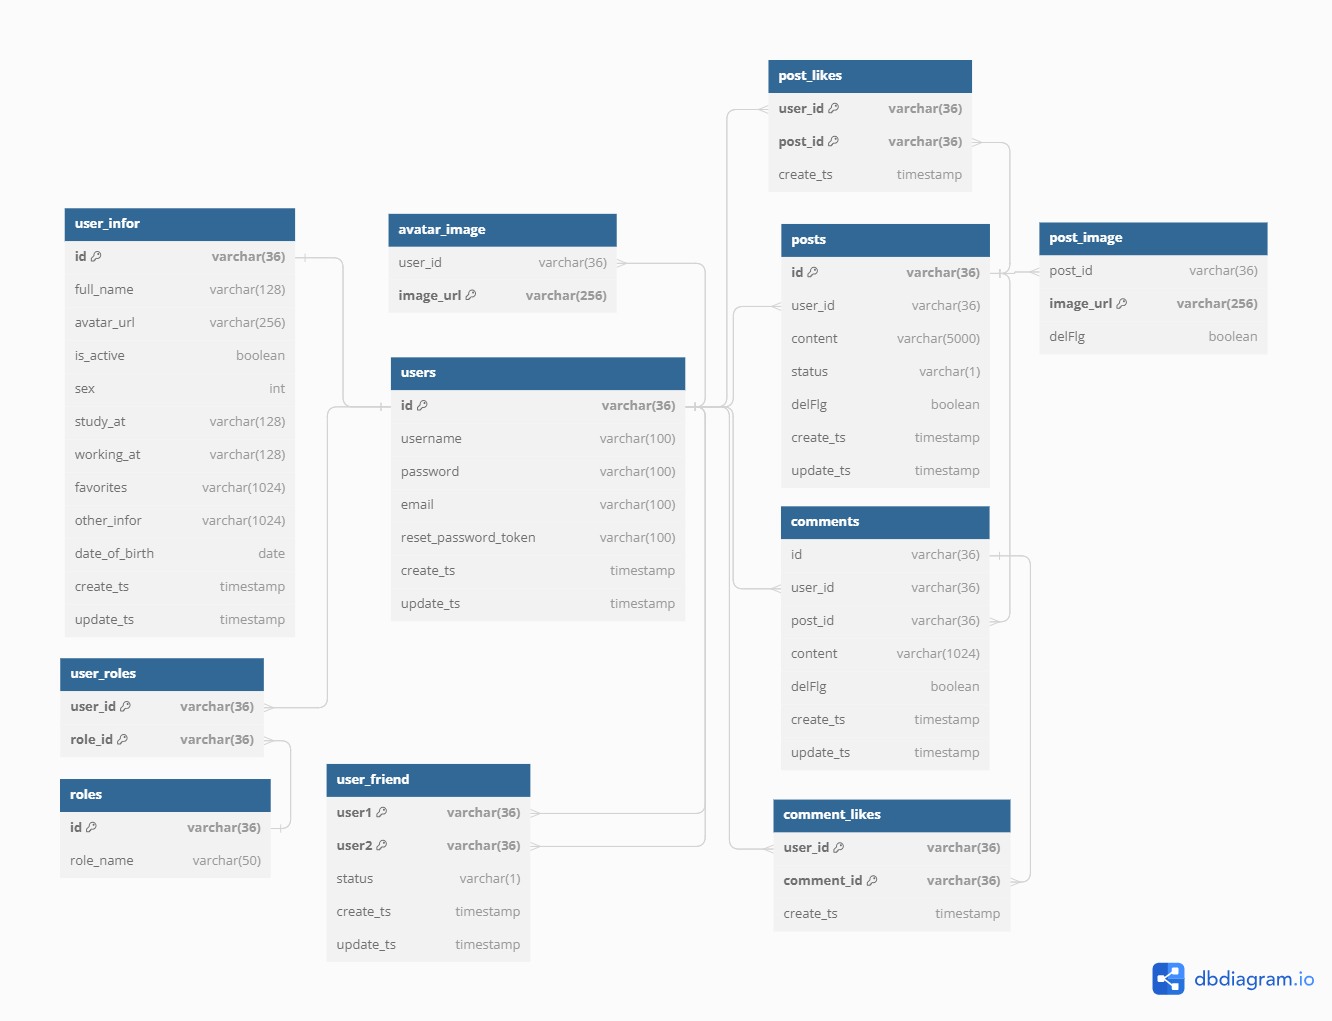 post_likes
user_id varchar(36)
post_id varchar(36)
create_ts timestamp
user_infor
id varchar(36)
full_name varchar(128)
avatar_url varchar(256)
is_active boolean
sex int
study_at varchar(128)
working_at varchar(128)
favorites varchar(1024)
other_infor varchar(1024)
date_of_birth date
create_ts timestamp
update_ts timestamp
avatar_image
user_id varchar(36)
image_url varchar(256)
posts
id varchar(36)
user_id varchar(36)
content varchar(5000)
status varchar(1)
delFlg boolean
create_ts timestamp
update_ts timestamp
post_image
post_id varchar(36)
image_url varchar(256)
delFlg boolean
users
id varchar(36)
username varchar(100)
password varchar(100)
email varchar(100)
reset_password_token varchar(100)
create_ts timestamp
update_ts timestamp
comments
id varchar(36)
user_id varchar(36)
post_id varchar(36)
content varchar(1024)
delFlg boolean
create_ts timestamp
update_ts timestamp
user_roles
user_id varchar(36)
role_id varchar(36)
roles
id varchar(36)
role_name varchar(50)
user_friend
user1 varchar(36)
user2 varchar(36)
status varchar(1)
create_ts timestamp
update_ts timestamp
comment_likes
user_id varchar(36)
comment_id varchar(36)
create_ts timestamp
dbdiagram.io